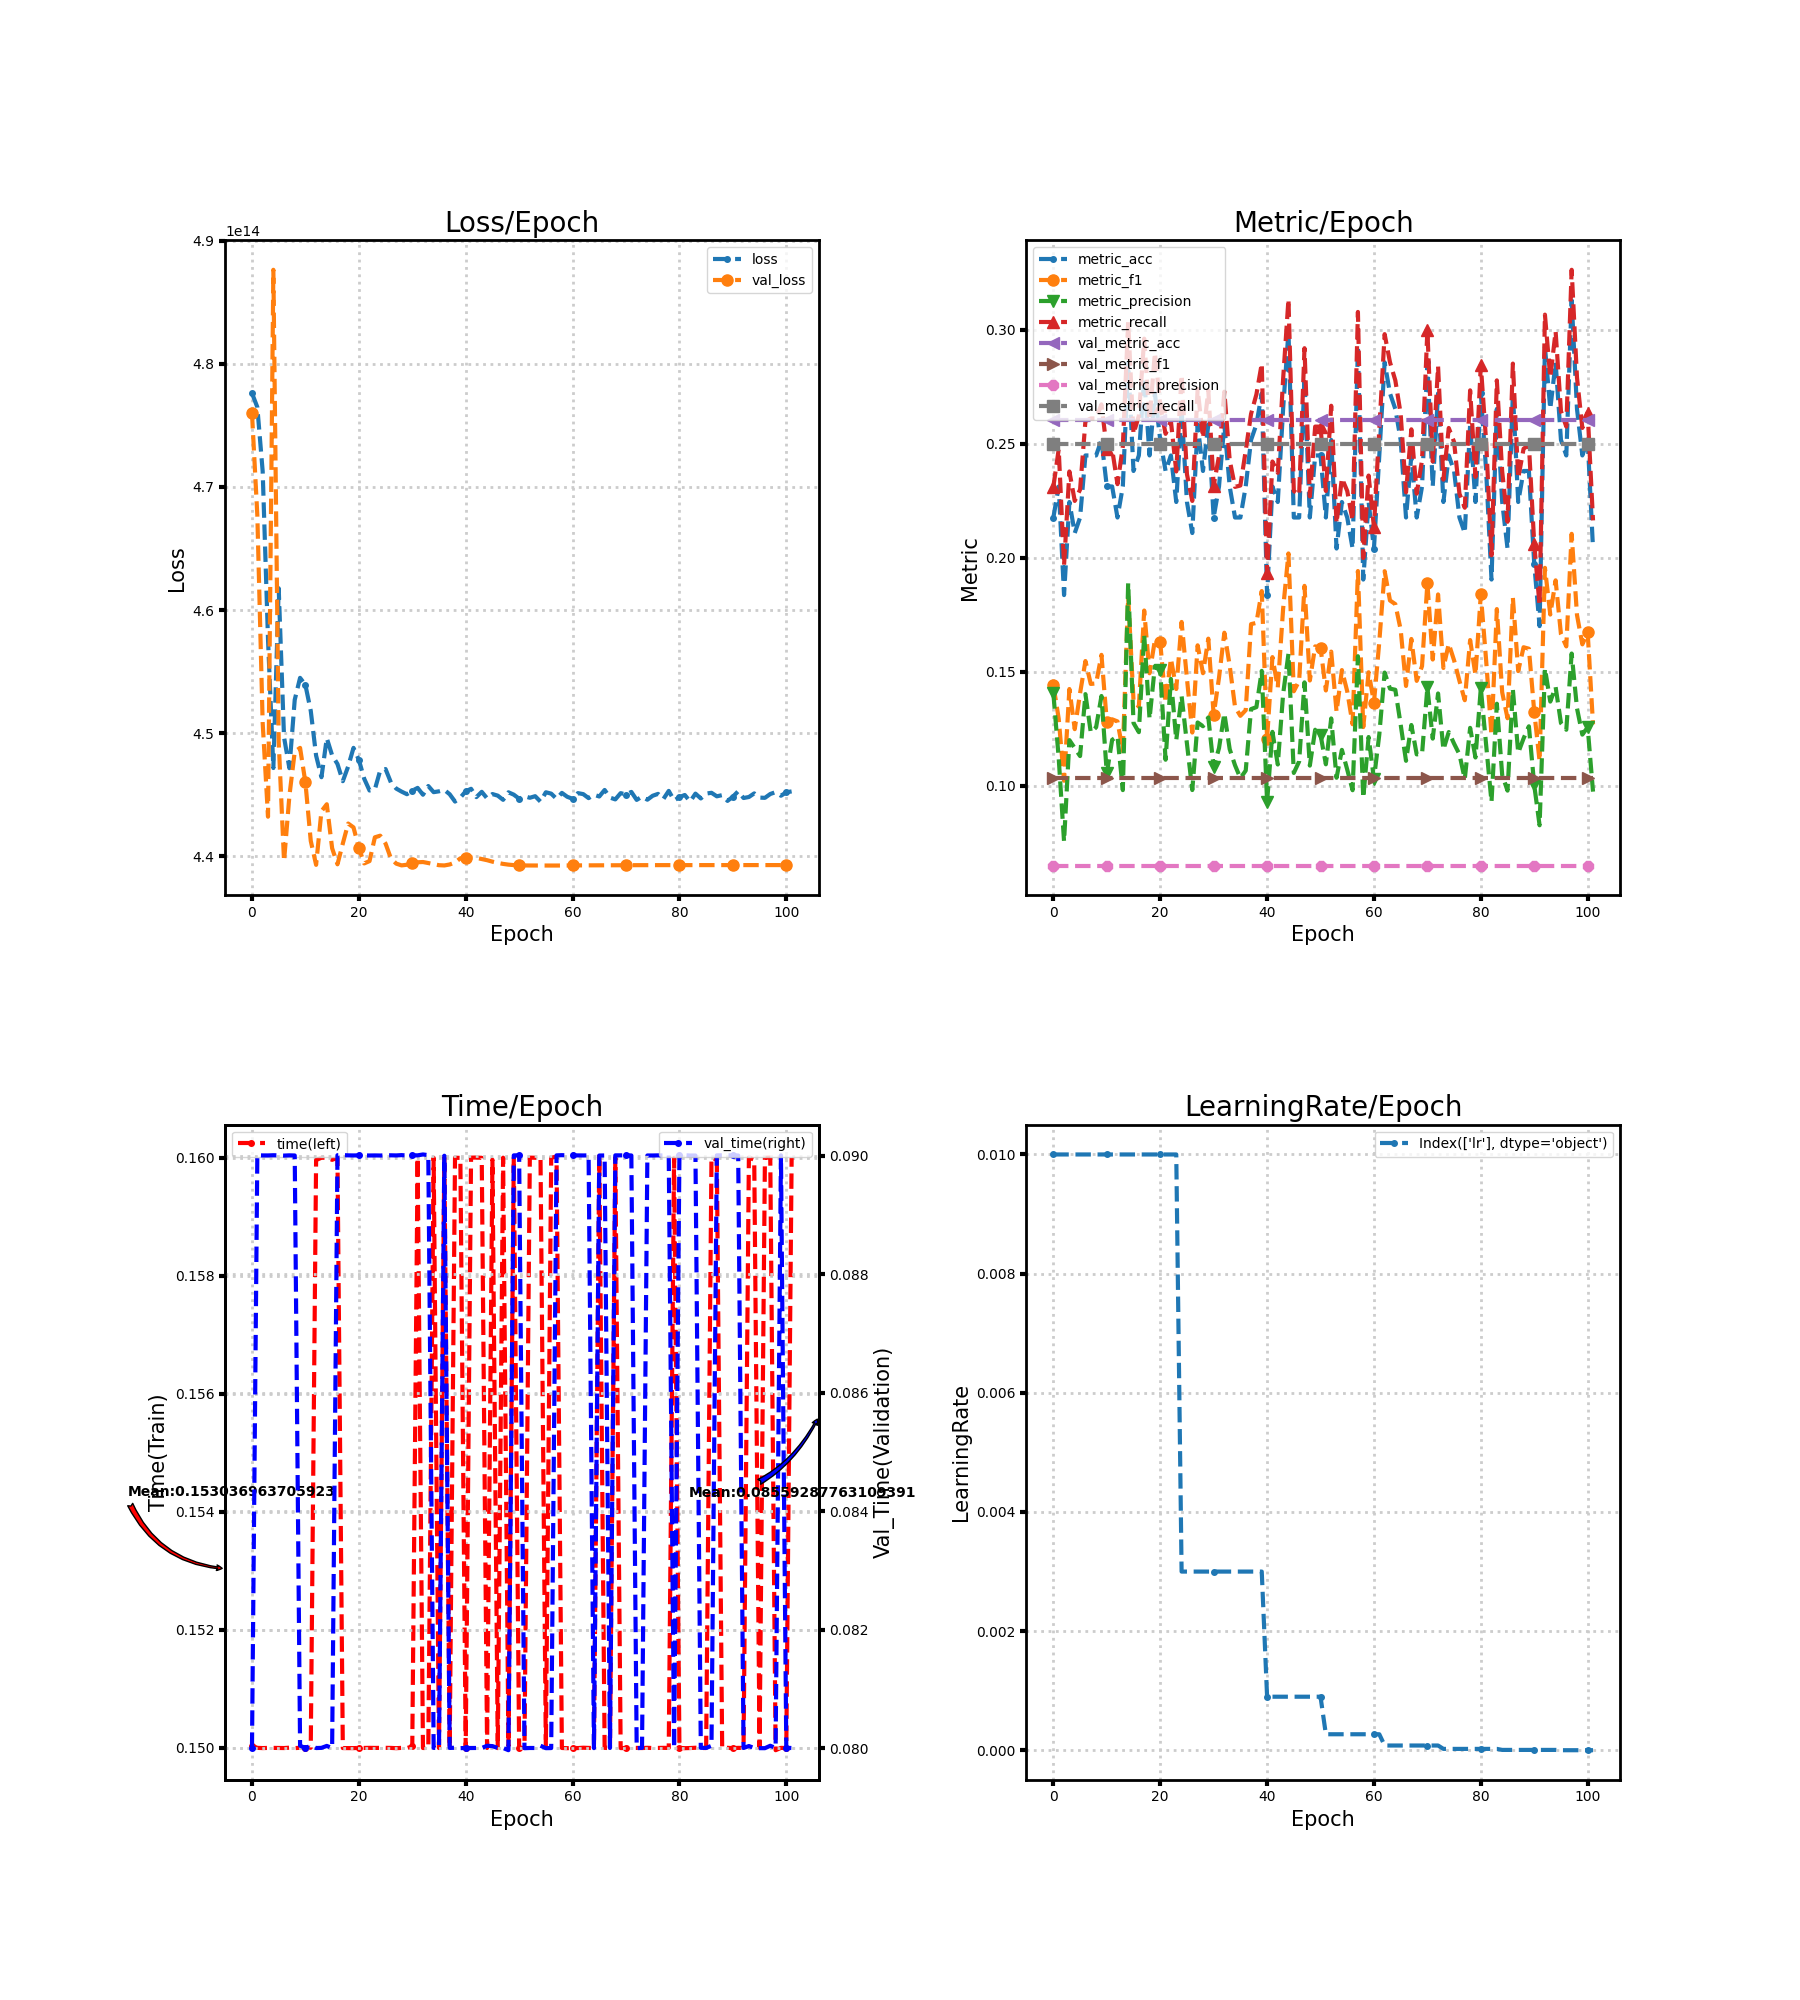 Loss/Epoch
1e14
4.9
4.8
4.7
4.6
4.5
4.4
Loss
loss
val_loss
0
20
40
60
80
100
Epoch
Metric/Epoch
0.30
0.25
0.20
0.15
0.10
Metric
metric_acc
metric_f1
metric_precision
metric_recall
val_metric_acc
val_metric_f1
val_metric_precision
val_metric_recall
0
20
40
60
80
100
Epoch
Time/Epoch
0.160
0.158
0.156
0.154
0.152
0.150
Time(Train)
time(left)
val_time(right)
Mean:0.153036963705923
0.090
0.088
0.086
0.084
0.082
0.080
Val_Time(Validation)
0
20
40
60
80
100
Epoch
LearningRate/Epoch
0.010
0.008
0.006
0.004
0.002
0.000
LearningRate
Index(['lr'], dtype='object')
0
20
40
60
80
100
Epoch